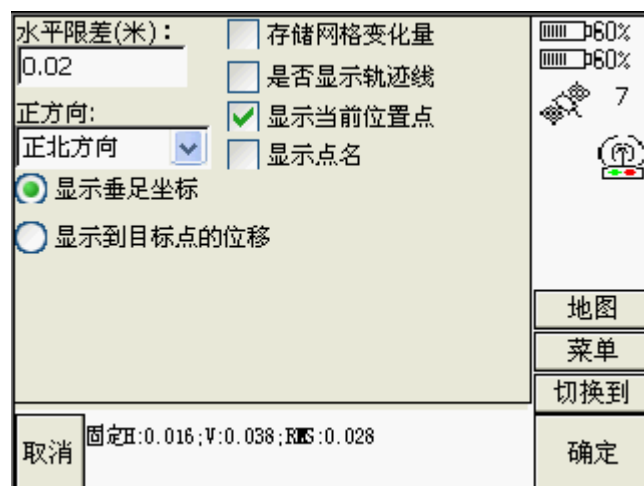 水平限差(米)：
0.02
正方向:
正北方向
存储网格变化量
是否显示轨迹线
显示当前位置点
显示点名
显示垂足坐标
显示到目标点的位移
60%
60%
7
地图
菜单
切换到
取消
固定H:0.016;V:0.038;RMS:0.028
确定